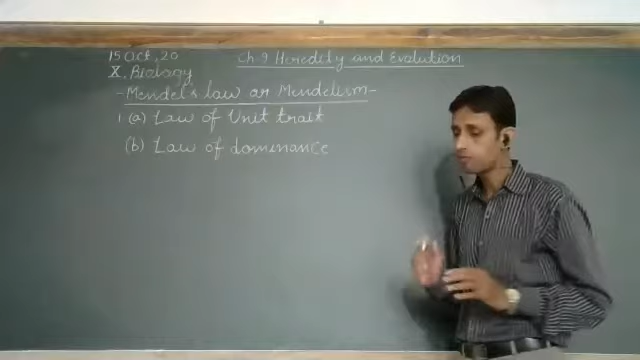 15 Oct, 20
Ch. 9 Heredity and Evolution
X. Biology
- Mendel's law or Mendelism -
1 (a) Law of Unit trait
(b) Law of dominance